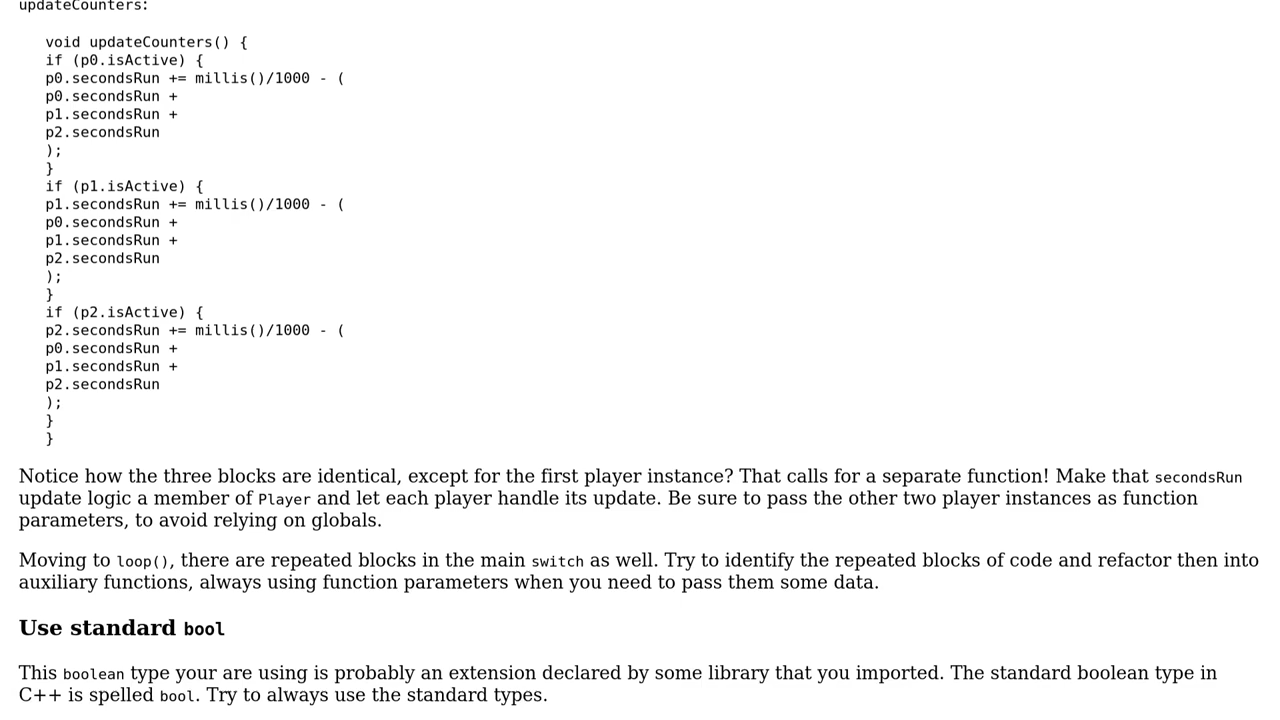 updateCounters:
void updateCounters() {
if (p0.isActive) {
p0.secondsRun += millis()/1000 - (
p0.secondsRun +
p1.secondsRun +
p2.secondsRun
);
}
if (p1.isActive) {
p1.secondsRun += millis()/1000 - (
p0.secondsRun +
p1.secondsRun +
p2.secondsRun
);
}
if (p2.isActive) {
p2.secondsRun += millis()/1000 - (
p0.secondsRun +
p1.secondsRun +
p2.secondsRun
);
}
}
Notice how the three blocks are identical, except for the first player instance? That calls for a separate function! Make that secondsRun
update logic a member of Player and let each player handle its update. Be sure to pass the other two player instances as function
parameters, to avoid relying on globals.
Moving to loop(), there are repeated blocks in the main switch as well. Try to identify the repeated blocks of code and refactor then into
auxiliary functions, always using function parameters when you need to pass them some data.
Use standard bool
This boolean type your are using is probably an extension declared by some library that you imported. The standard boolean type in
C++ is spelled bool. Try to always use the standard types.